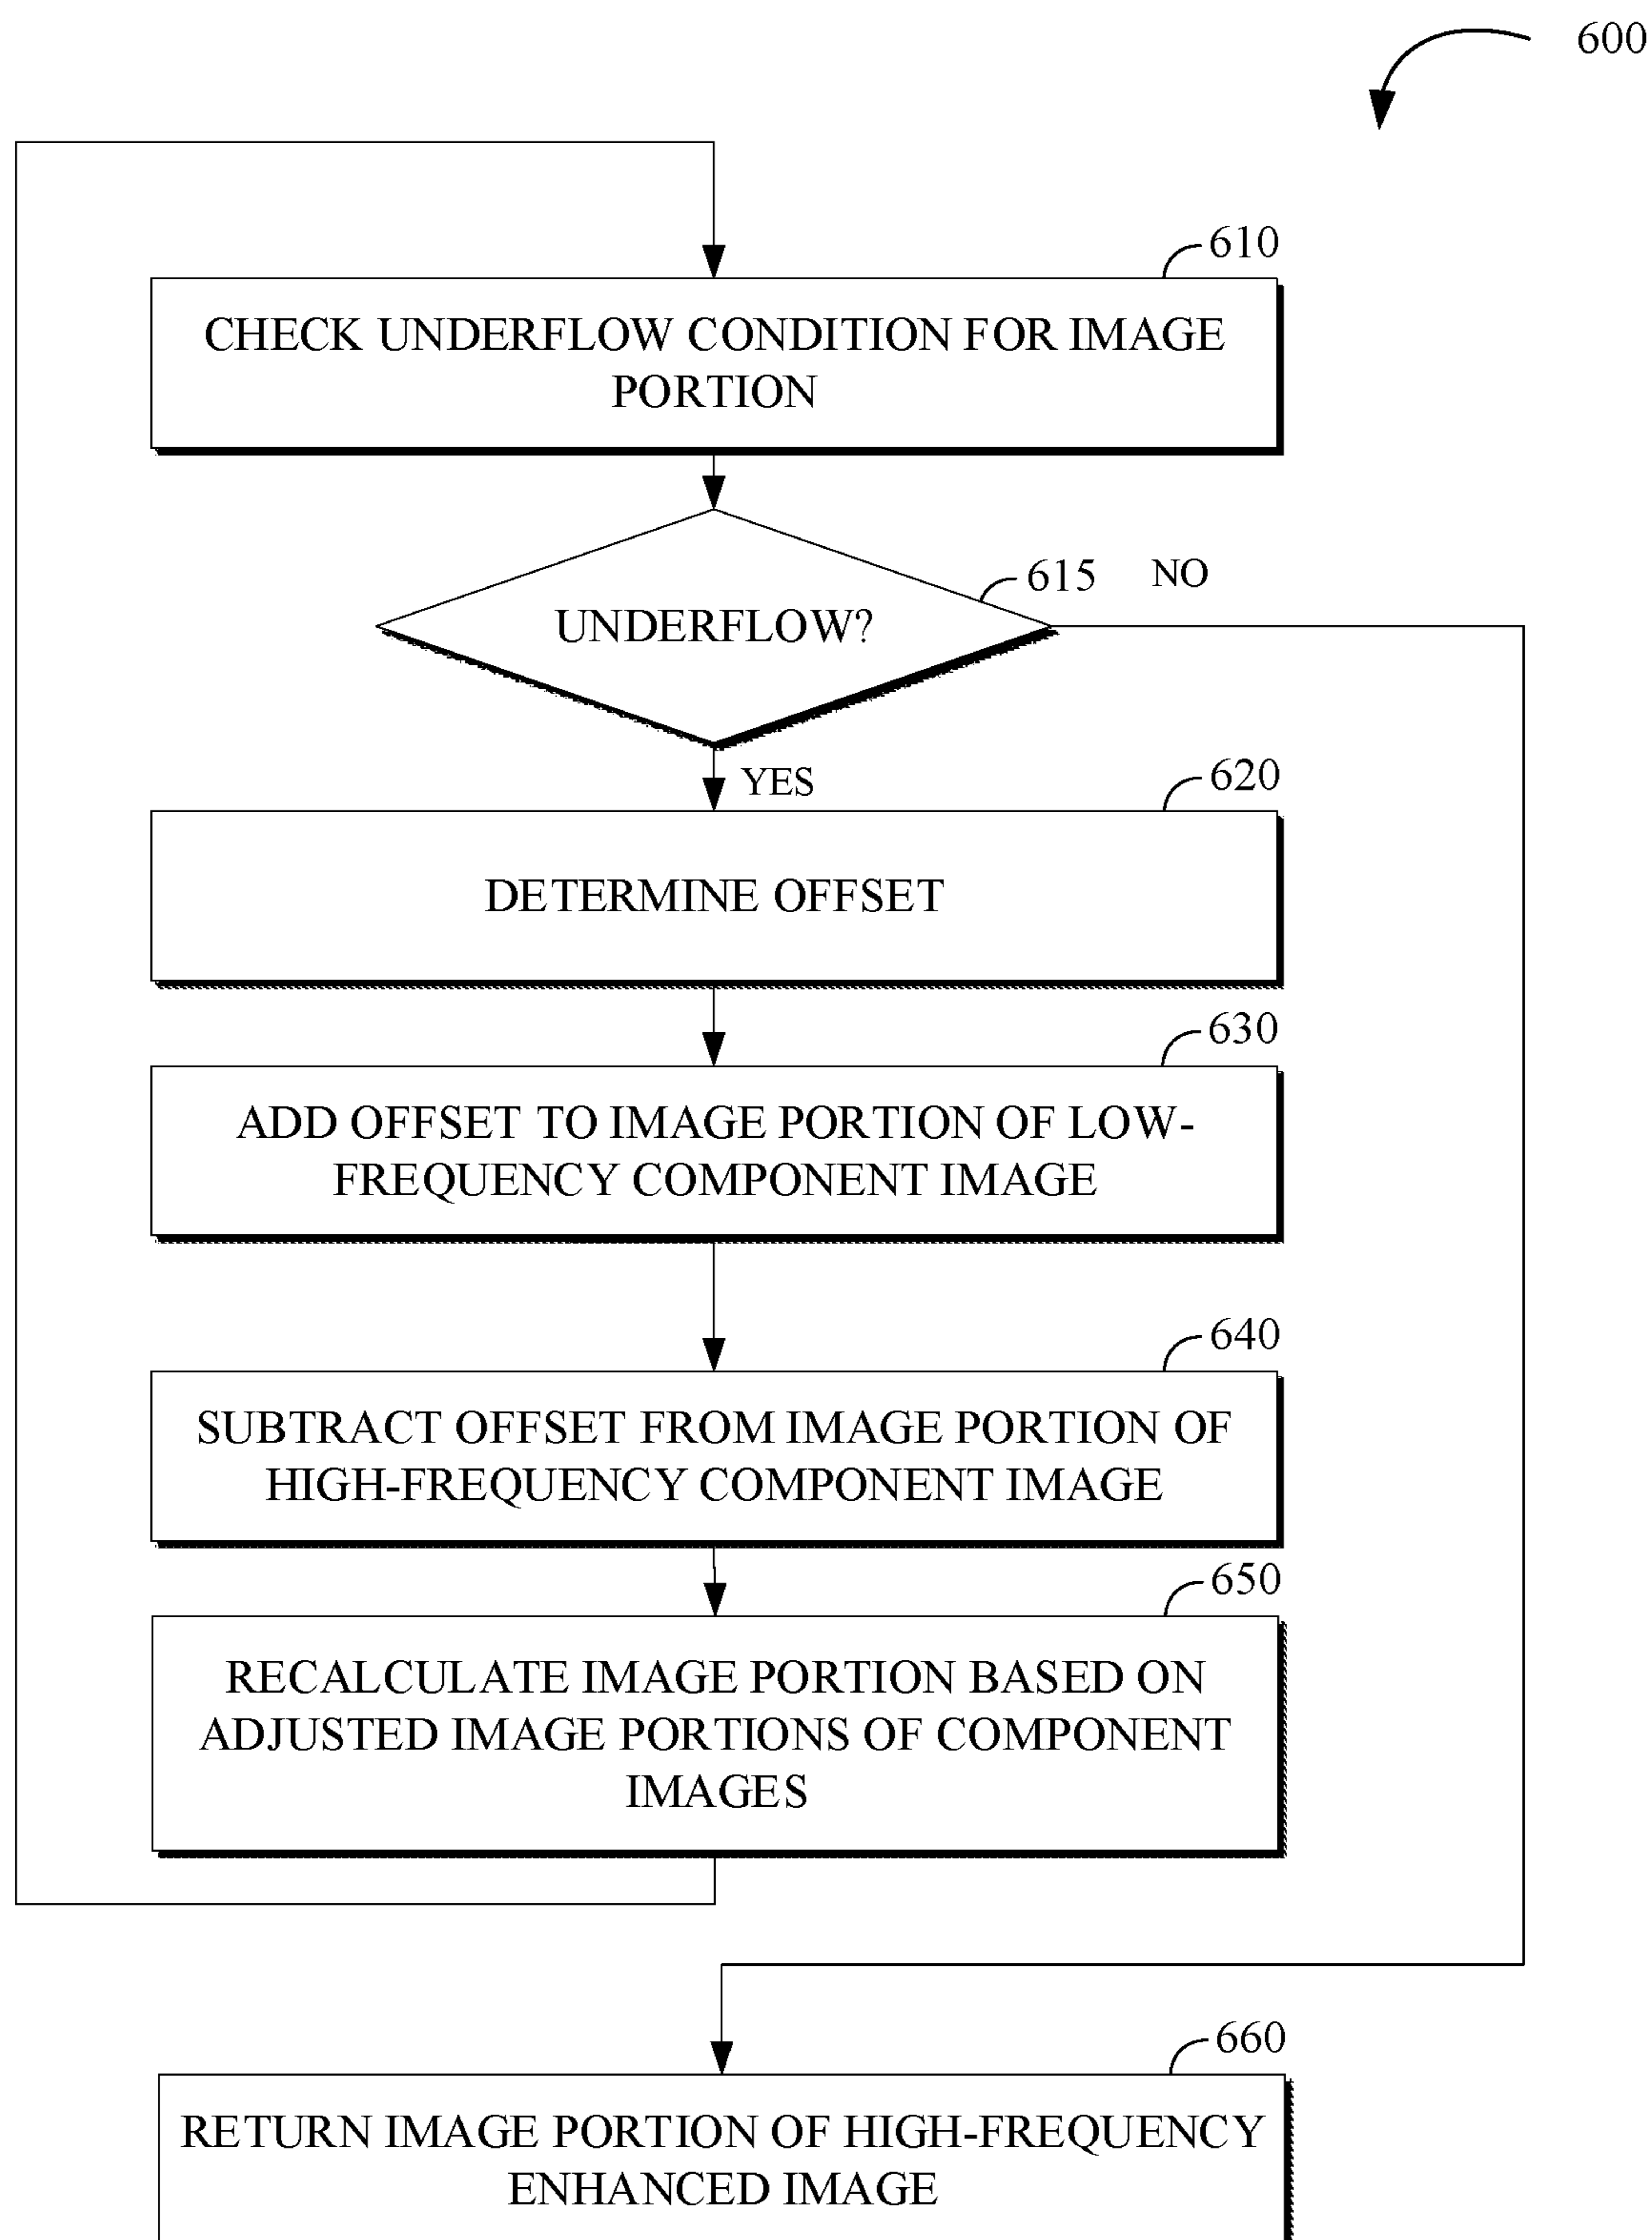 600
610
CHECK UNDERFLOW CONDITION FOR IMAGE
PORTION
615 NO
UNDERFLOW?
YES
620
DETERMINE OFFSET
630
ADD OFFSET TO IMAGE PORTION OF LOW-
FREQUENCY COMPONENT IMAGE
640
SUBTRACT OFFSET FROM IMAGE PORTION OF
HIGH-FREQUENCY COMPONENT IMAGE
650
RECALCULATE IMAGE PORTION BASED ON
ADJUSTED IMAGE PORTIONS OF COMPONENT
IMAGES
660
RETURN IMAGE PORTION OF HIGH-FREQUENCY
ENHANCED IMAGE